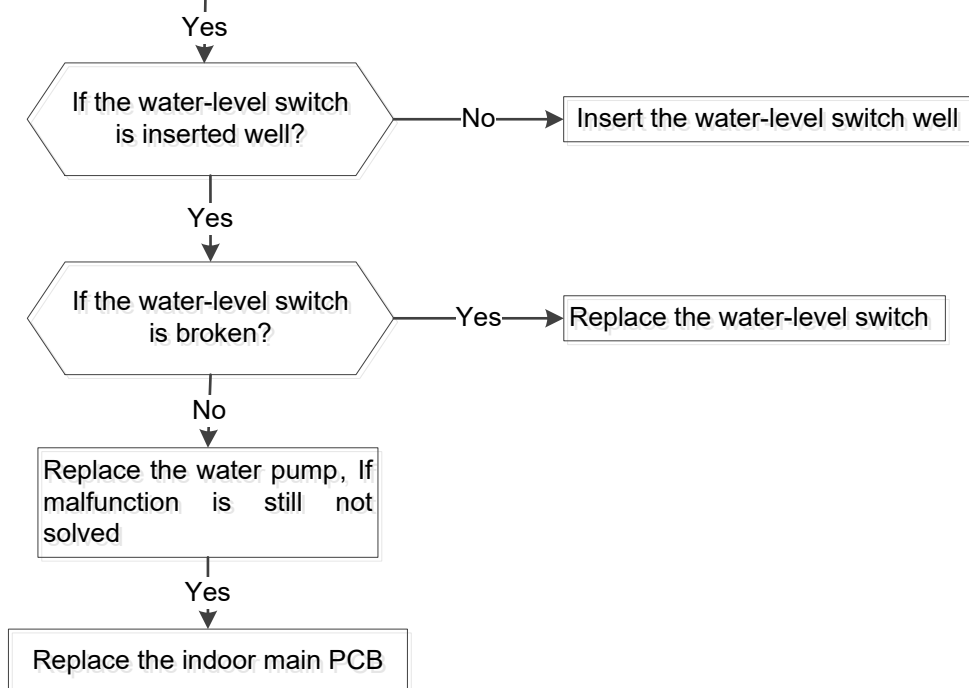 Yes
If the water-level switch
is inserted well?
No
Insert the water-level switch well
Yes
If the water-level switch
is broken?
Yes
Replace the water-level switch
No
Replace the water pump, If
malfunction is still not
solved
Yes
Replace the indoor main PCB